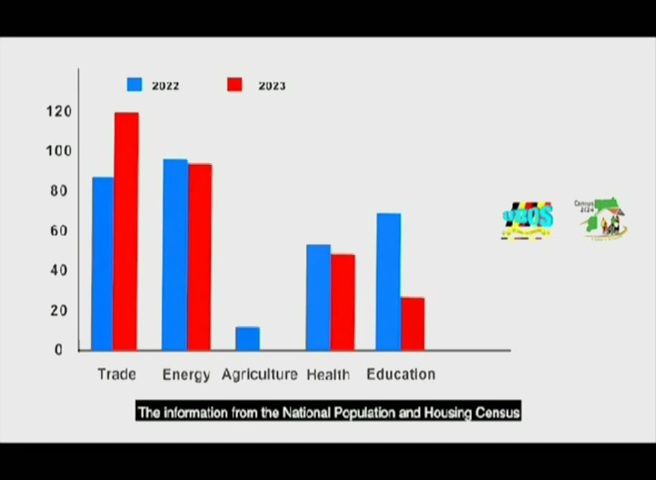 2022 2023
120
100
80
60
40
20
0
Trade Energy Agriculture Health Education
UBOS
Census
2024
The information from the National Population and Housing Census